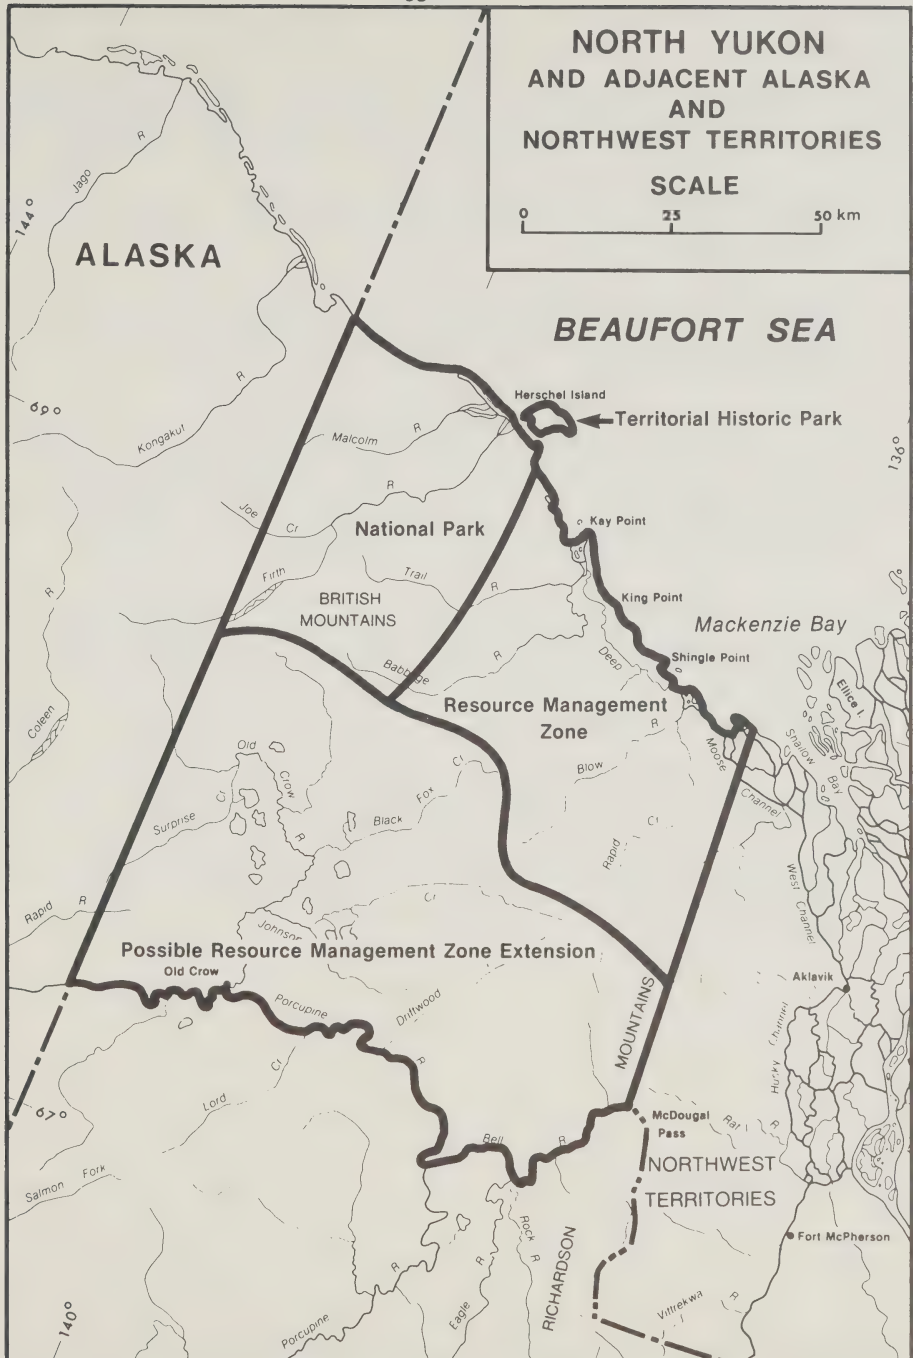 NORTH YUKON
AND ADJACENT ALASKA
AND
NORTHWEST TERRITORIES
SCALE
0 25 50 km
144°
Jago R
ALASKA
BEAUFORT SEA
Herschel Island
Territorial Historic Park
69°
Kongakut R
Malcolm R
136°
Joe Cr
R
National Park
Kay Point
Firth
Trail R
BRITISH
MOUNTAINS
King Point
Mackenzie Bay
Coleen R
Babbage R
Deep
Shingle Point
Ellice I.
Resource Management
Zone
Shallow Bay
Moose Channel
Old Crow R
Blow R
Surprise Cr
Black Fox Cr
Rapid Cr
West Channel
Rapid R
Cr
Johnson
Possible Resource Management Zone Extension
Old Crow
Aklavik
Porcupine R
Driftwood
MOUNTAINS
Husky Channel
67°
Lord Cr
McDougal
Pass
Rat R
Bell R
NORTHWEST
TERRITORIES
Salmon Fork
Rock R
RICHARDSON
Fort McPherson
140°
Porcupine R
Eagle R
Vittrekwa R